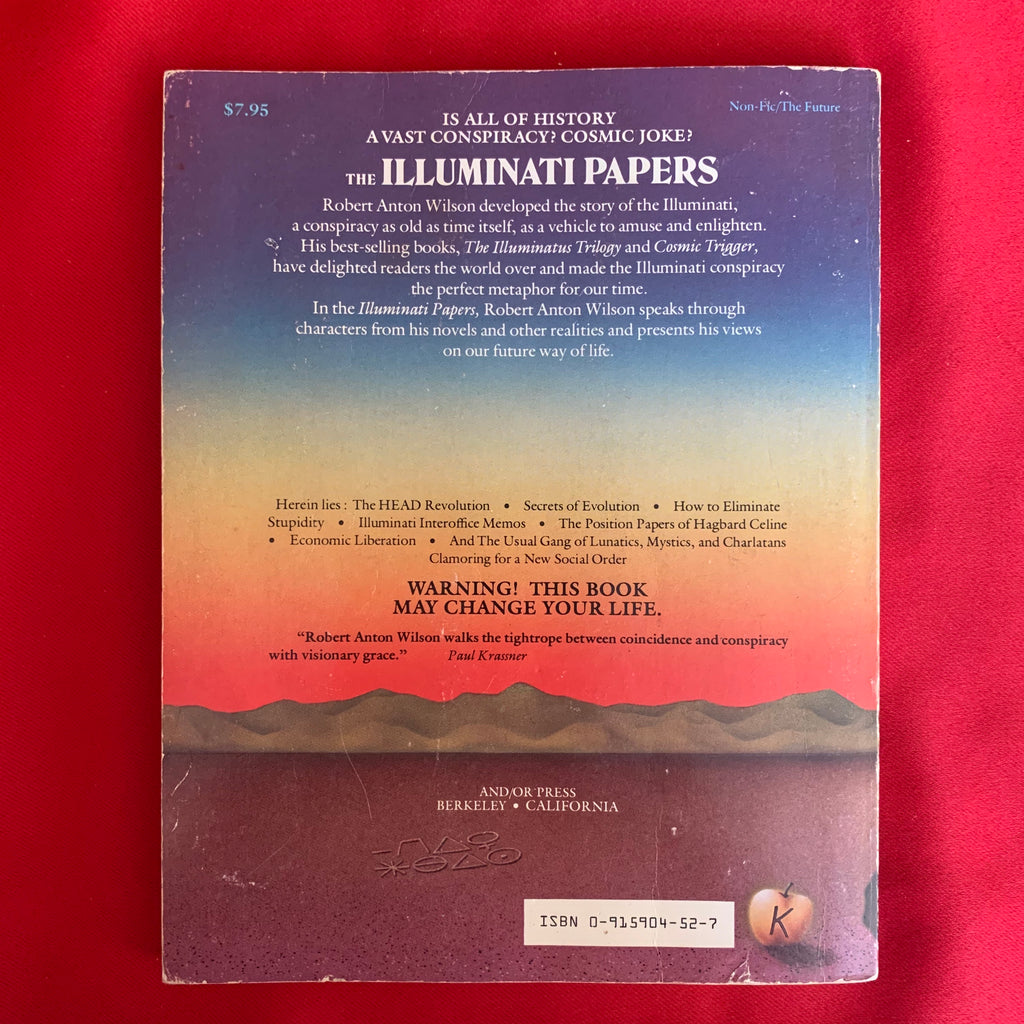 $7.95
Non-Fic/The Future
IS ALL OF HISTORY
A VAST CONSPIRACY? COSMIC JOKE?
THE ILLUMINATI PAPERS
Robert Anton Wilson developed the story of the Illuminati,
a conspiracy as old as time itself, as a vehicle to amuse and enlighten.
His best-selling books, The Illuminatus Trilogy and Cosmic Trigger,
have delighted readers the world over and made the Illuminati conspiracy
the perfect metaphor for our time.
In the Illuminati Papers, Robert Anton Wilson speaks through
characters from his novels and other realities and presents his views
on our future way of life.
Herein lies : The HEAD Revolution • Secrets of Evolution • How to Eliminate
Stupidity • Illuminati Interoffice Memos • The Position Papers of Hagbard Celine
• Economic Liberation • And The Usual Gang of Lunatics, Mystics, and Charlatans
Clamoring for a New Social Order
WARNING! THIS BOOK
MAY CHANGE YOUR LIFE.
“Robert Anton Wilson walks the tightrope between coincidence and conspiracy
with visionary grace.” Paul Krassner
AND/OR PRESS
BERKELEY • CALIFORNIA
ISBN 0-915904-52-7
K